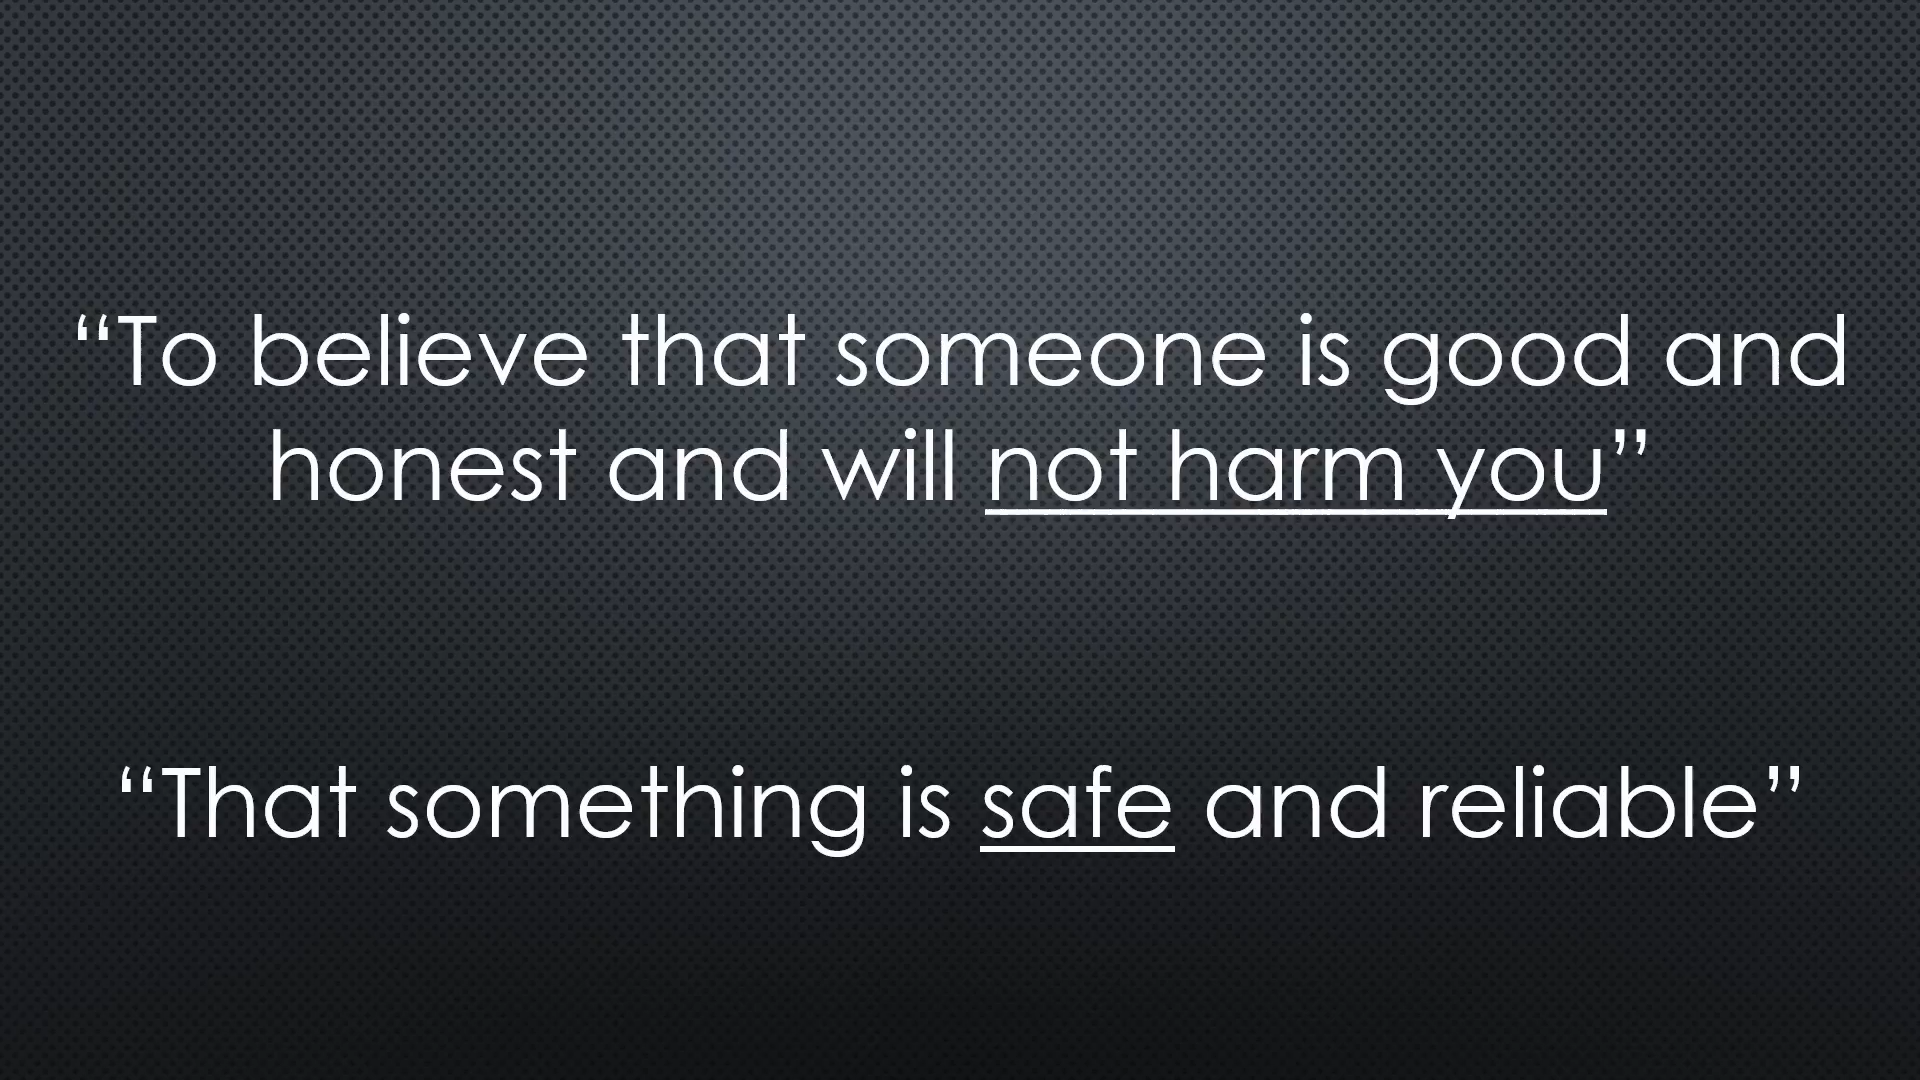 “To believe that someone is good and
honest and will not harm you”
“That something is safe and reliable”